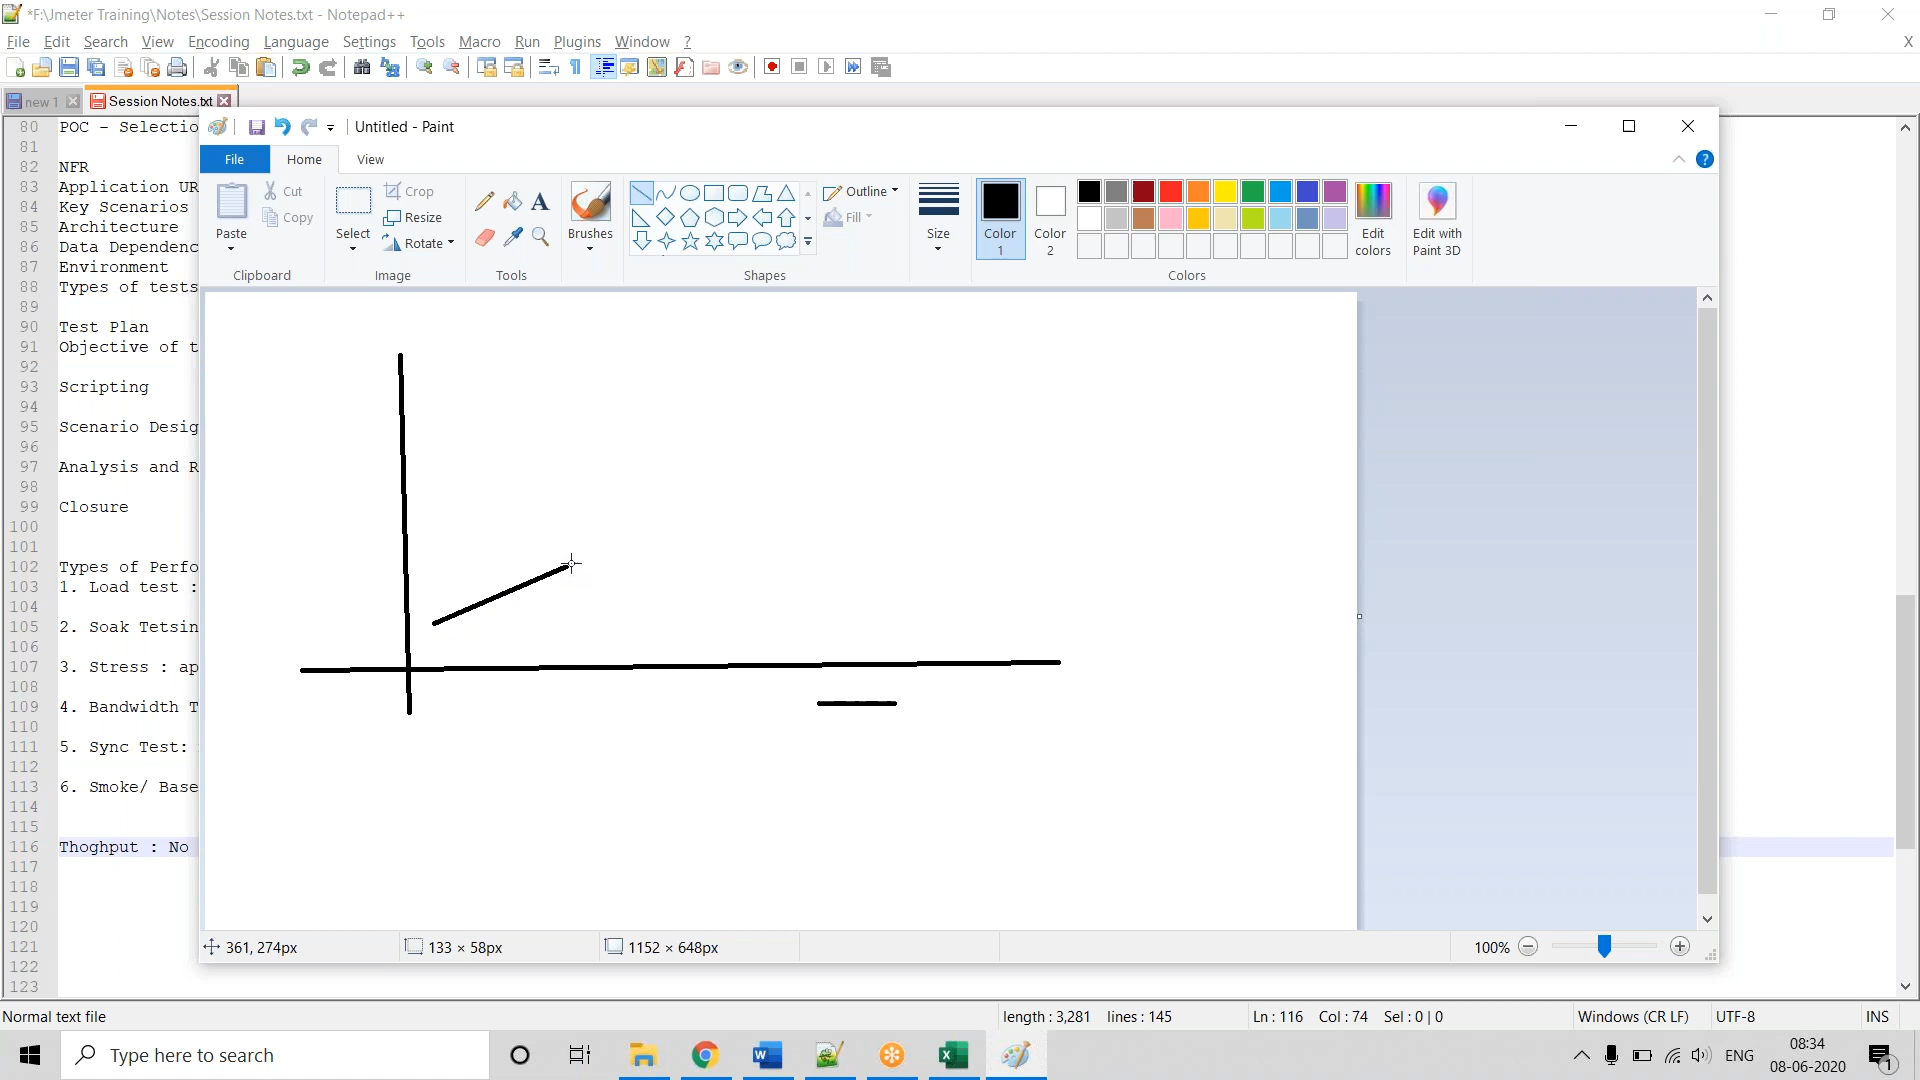 *F:\Jmeter Training\Notes\Session Notes.txt - Notepad++
File Edit Search View Encoding Language Settings Tools Macro Run Plugins Window ? X
new 1 Session Notes.txt
Untitled - Paint
File Home View
Paste
Cut
Copy
Clipboard
Select
Crop
Resize
Rotate
Image
Tools
Brushes
Shapes
Outline
Fill
Size
Color 1
Color 2
Colors
Edit colors
Edit with Paint 3D
80 POC - Selectio
81
82 NFR
83 Application UR
84 Key Scenarios
85 Architecture
86 Data Dependenc
87 Environment
88 Types of tests
89
90 Test Plan
91 Objective of t
92
93 Scripting
94
95 Scenario Desig
96
97 Analysis and R
98
99 Closure
100
101
102 Types of Perfo
103 1. Load test :
104
105 2. Soak Tetsin
106
107 3. Stress : ap
108
109 4. Bandwidth T
110
111 5. Sync Test:
112
113 6. Smoke/ Base
114
115
116 Thoghput : No
117
118
119
120
121
122
123
361, 274px 133 × 58px 1152 × 648px 100%
Normal text file length : 3,281 lines : 145 Ln : 116 Col : 74 Sel : 0 | 0 Windows (CR LF) UTF-8 INS
Type here to search ENG 08:34
08-06-2020 1